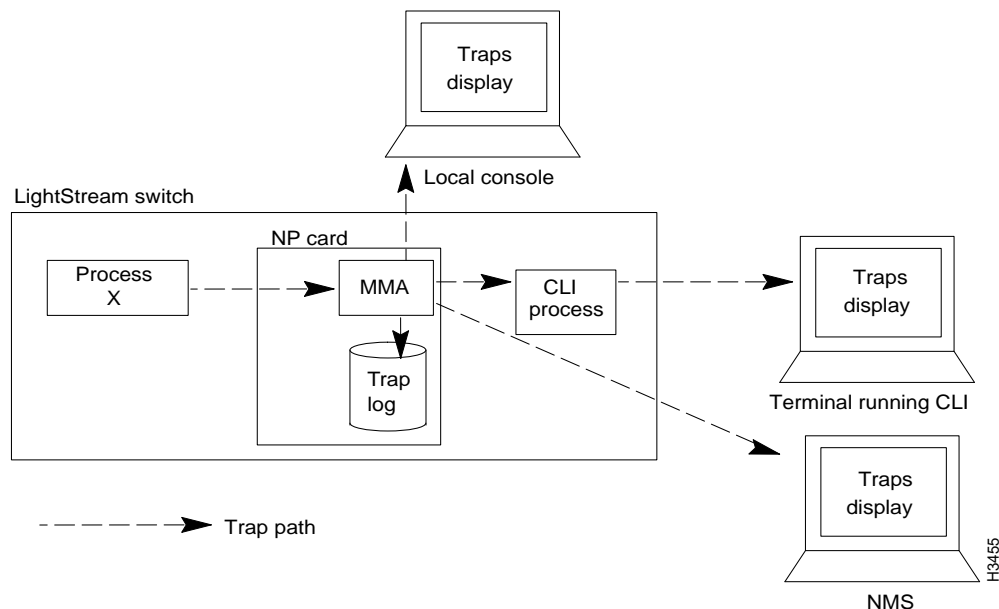 Traps
display
Local console
LightStream switch
NP card
Process
X
MMA
CLI
process
Trap
log
Traps
display
Terminal running CLI
Traps
display
NMS
Trap path
H3455